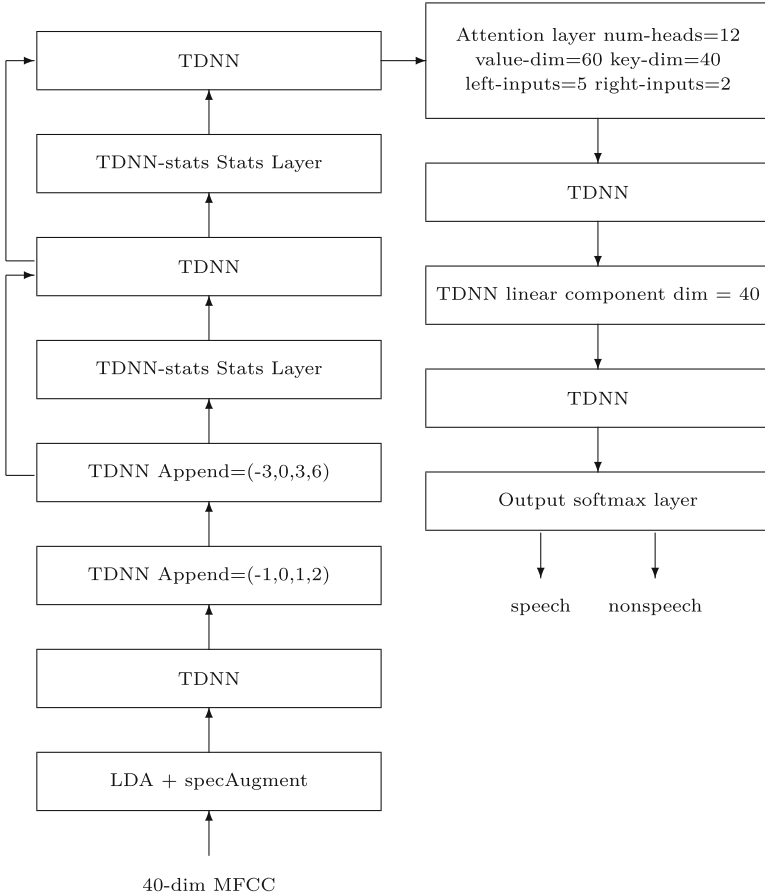 TDNN
TDNN-stats Stats Layer
TDNN
TDNN-stats Stats Layer
TDNN Append=(-3,0,3,6)
TDNN Append=(-1,0,1,2)
TDNN
LDA + specAugment
40-dim MFCC
Attention layer num-heads=12
value-dim=60 key-dim=40
left-inputs=5 right-inputs=2
TDNN
TDNN linear component dim = 40
TDNN
Output softmax layer
speech nonspeech